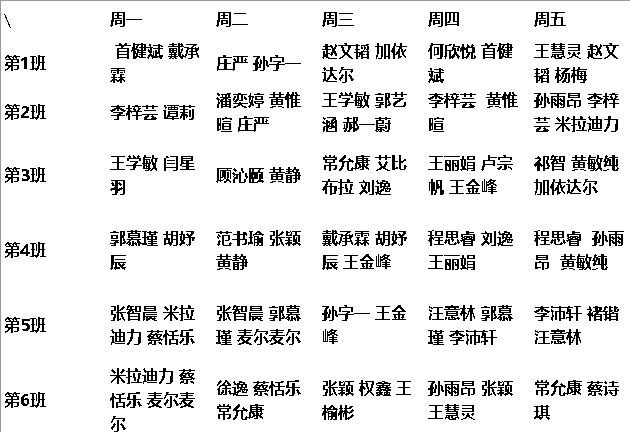 \ 周一 周二 周三 周四 周五
第1班 首健斌 戴承霖 庄严 孙字一 赵文韬 加依达尔 何欣悦 首健斌 王慧灵 赵文韬 杨梅
第2班 李梓芸 谭莉 潘奕婷 黄惟暄 庄严 王学敏 郭艺涵 郝一蔚 李梓芸 黄惟暄 孙雨昂 李梓芸 米拉迪力
第3班 王学敏 闫星羽 顾沁颐 黄静 常允康 艾比布拉 刘逸 王丽娟 卢宗帆 王金峰 祁智 黄敏纯 加依达尔
第4班 郭慕瑾 胡妤辰 范书瑜 张颖 黄静 戴承霖 胡妤辰 王金峰 程思睿 刘逸 王丽娟 程思睿 孙雨昂 黄敏纯
第5班 张智晨 米拉迪力 蔡恬乐 张智晨 郭慕瑾 麦尔麦尔 孙字一 王金峰 汪意林 郭慕瑾 李沛轩 李沛轩 褚锴 汪意林
第6班 米拉迪力 蔡恬乐 麦尔麦尔 徐逸 蔡恬乐 常允康 张颖 权鑫 王榆彬 孙雨昂 张颖 王慧灵 常允康 蔡诗琪